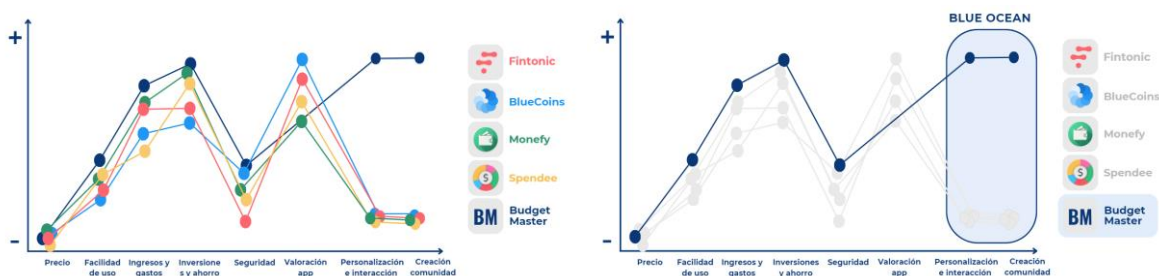 +
-
Fintonic
BlueCoins
Monefy
$
Spendee
BM
Budget
Master
Precio
Facilidad
de uso
Ingresos y
gastos
Inversione
s y ahorro
Seguridad
Valoración
app
Personalización
e interacción
Creación
comunidad
BLUE OCEAN
+
-
Fintonic
BlueCoins
Monefy
$
Spendee
BM
Budget
Master
Precio
Facilidad
de uso
Ingresos y
gastos
Inversiones
y ahorro
Seguridad
Valoración
app
Personalización
e interacción
Creación
comunidad